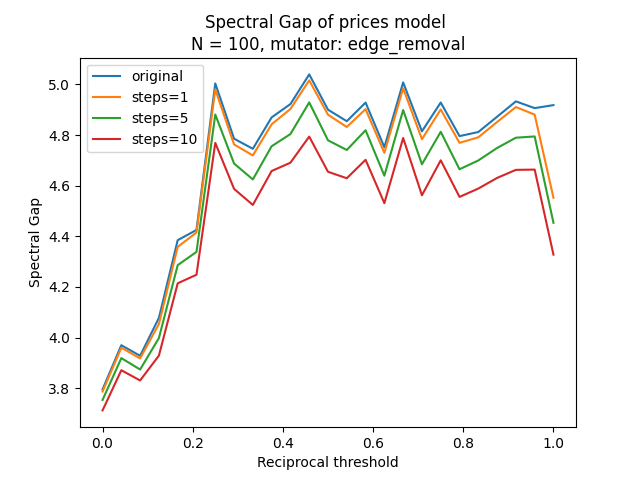 Spectral Gap of prices model
N = 100, mutator: edge_removal
original
steps=1
steps=5
steps=10
5.0
4.8
4.6
4.4
4.2
4.0
3.8
Spectral Gap
0.0 0.2 0.4 0.6 0.8 1.0
Reciprocal threshold